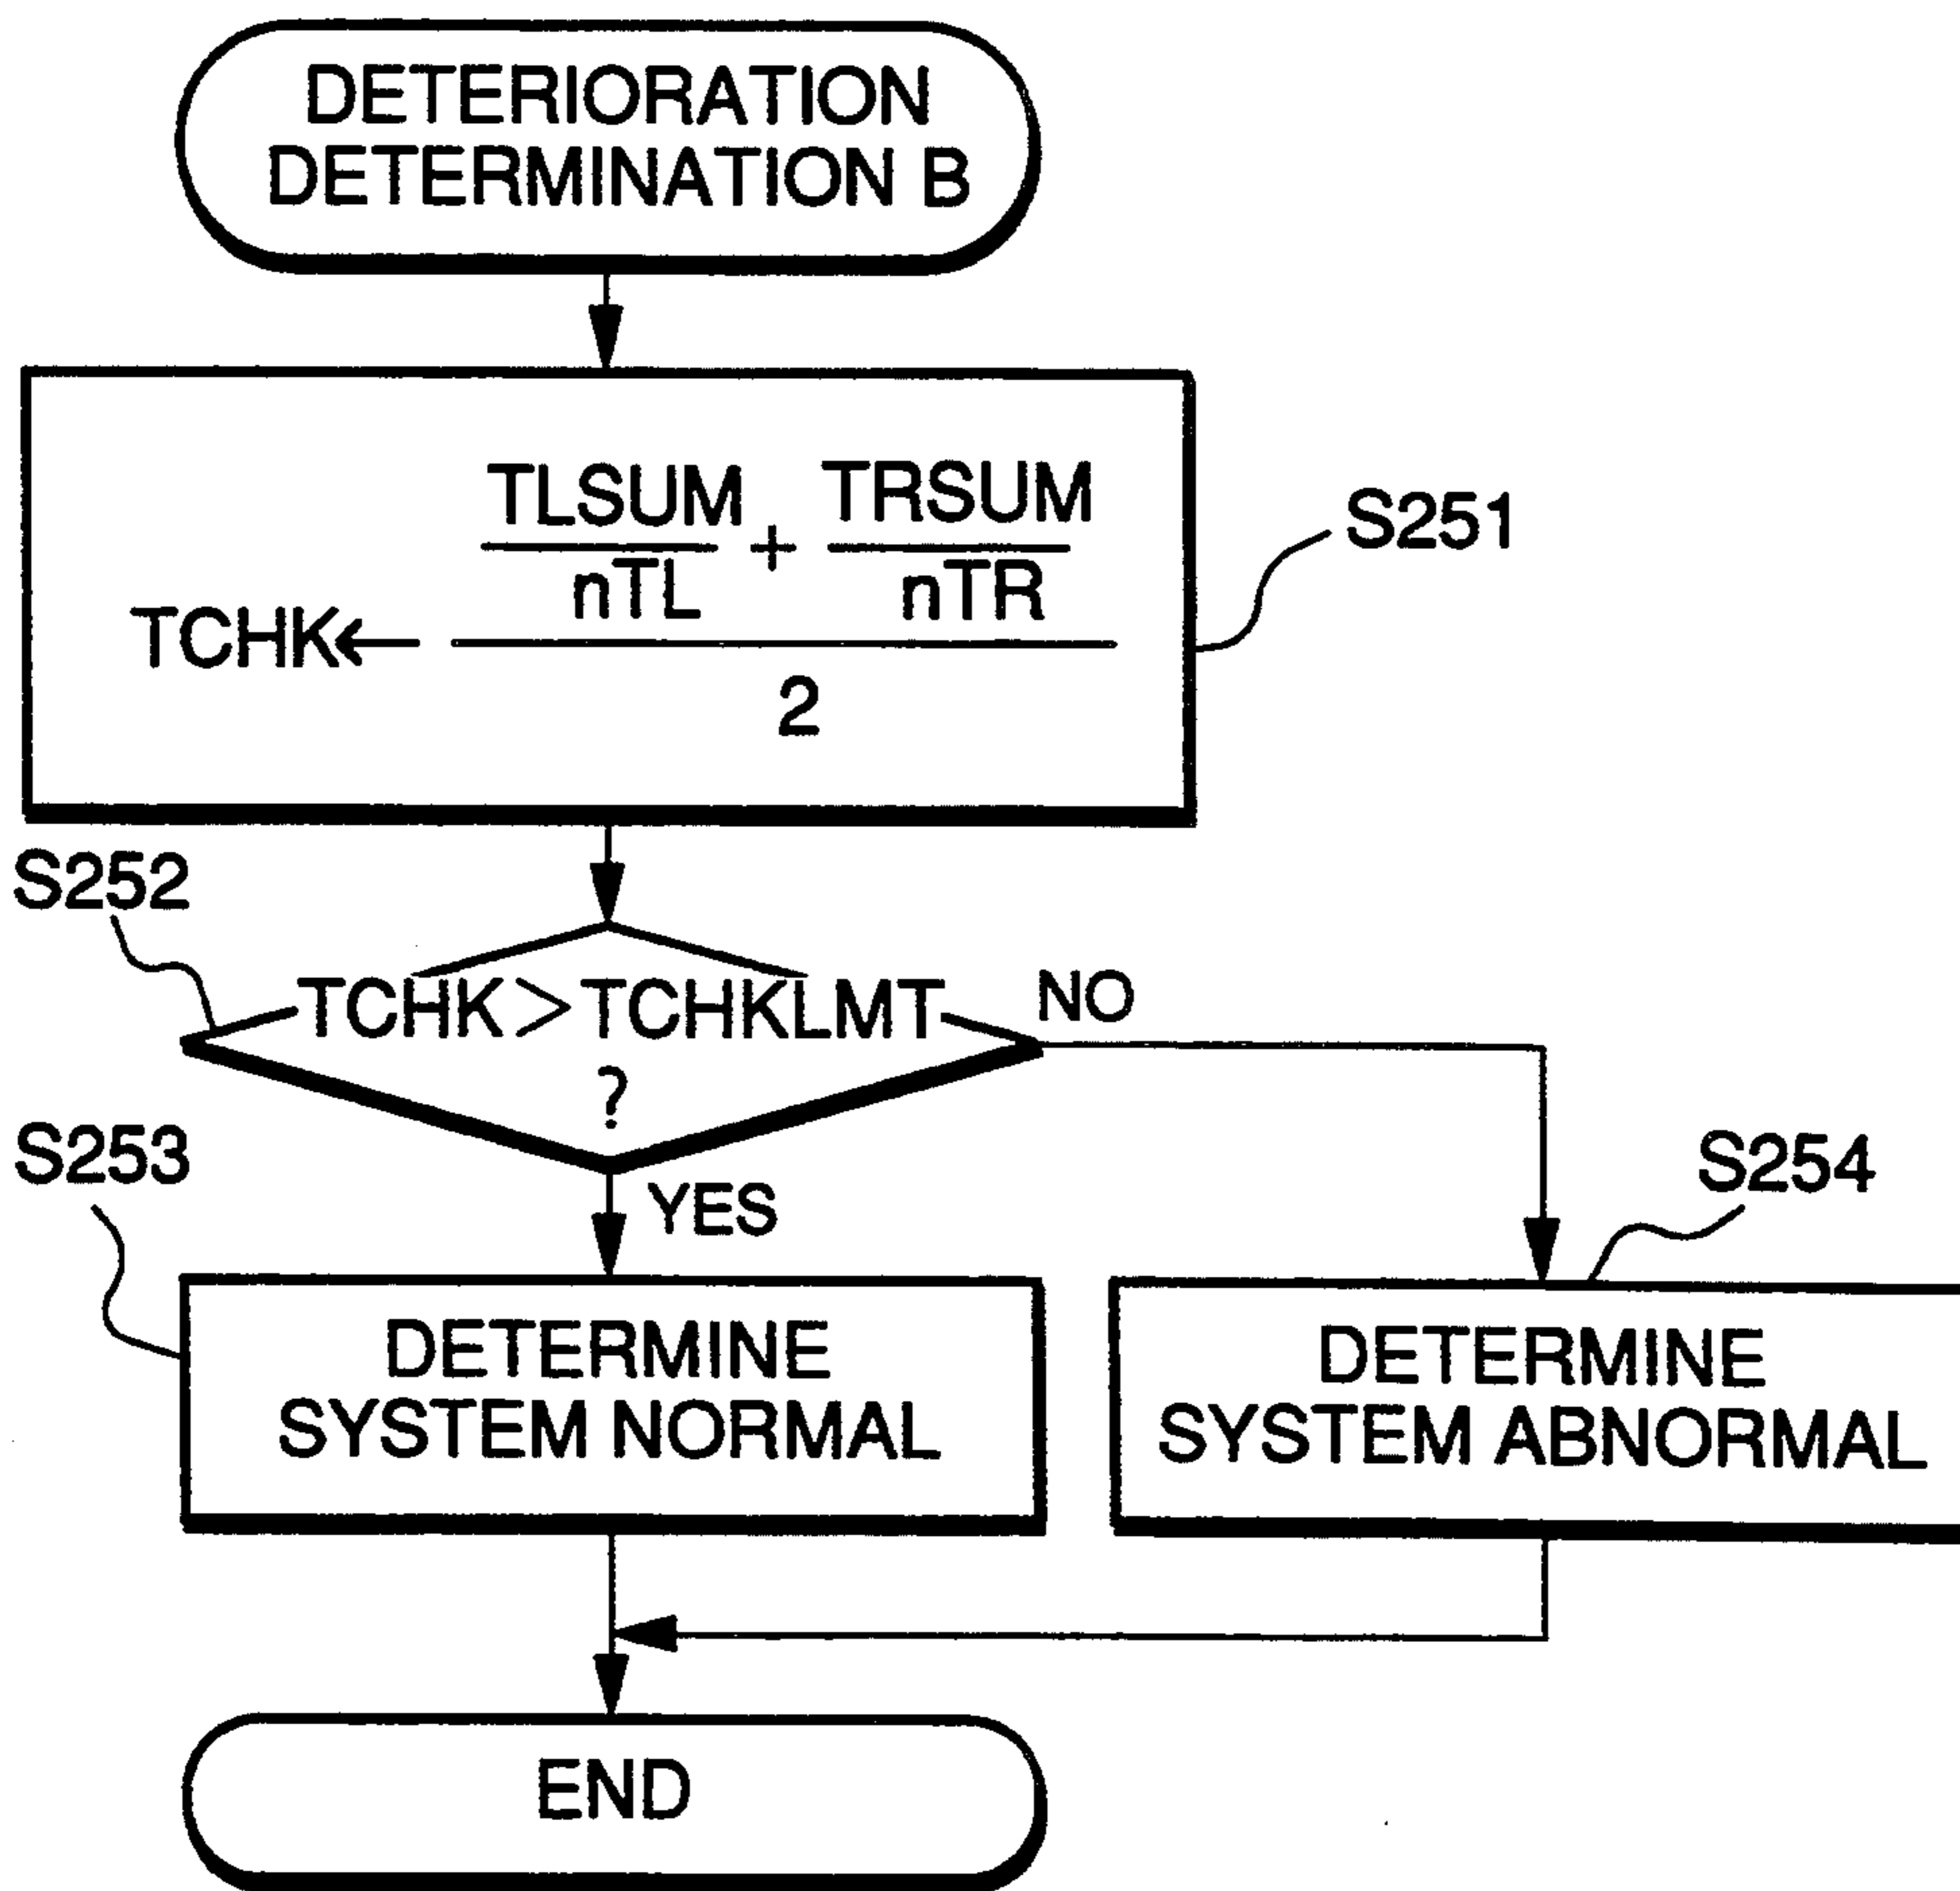 DETERIORATION
DETERMINATION B
TLSUM + TRSUM
nTL nTR
TCHK←
2
S251
S252
TCHK>TCHKLMT
?
NO
YES
S253
DETERMINE
SYSTEM NORMAL
S254
DETERMINE
SYSTEM ABNORMAL
END